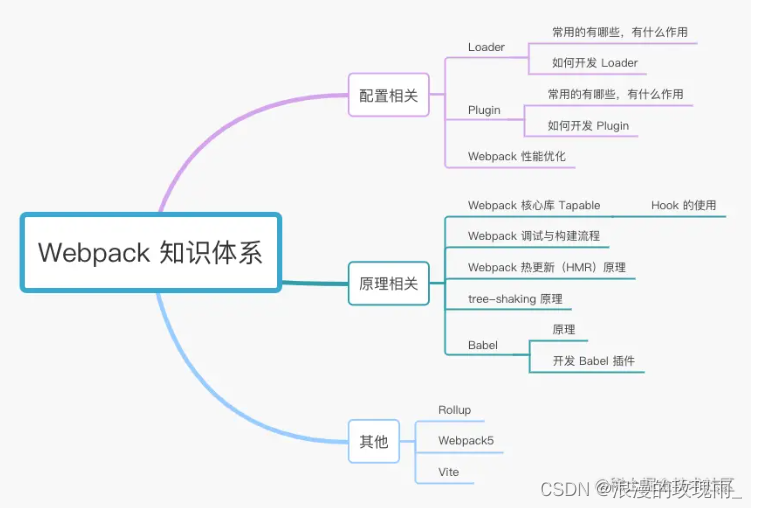 Webpack 知识体系
配置相关
Loader
常用的有哪些，有什么作用
如何开发 Loader
Plugin
常用的有哪些，有什么作用
如何开发 Plugin
Webpack 性能优化
原理相关
Webpack 核心库 Tapable
Hook 的使用
Webpack 调试与构建流程
Webpack 热更新（HMR）原理
tree-shaking 原理
Babel
原理
开发 Babel 插件
其他
Rollup
Webpack5
Vite
CSDN @浪漫的玫瑰雨_